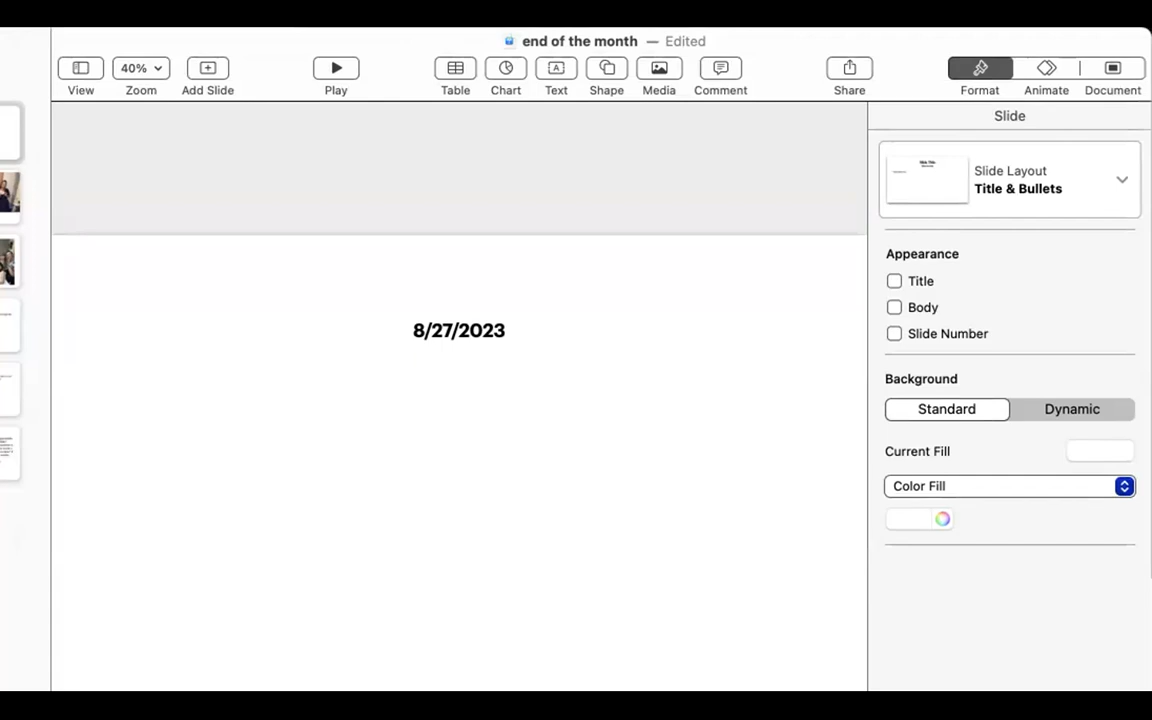 end of the month — Edited
40%
View
Zoom
Add Slide
Play
Table
Chart
Text
Shape
Media
Comment
Share
Format
Animate
Document
Slide
Slide Layout
Title & Bullets
Appearance
Title
Body
Slide Number
Background
Standard
Dynamic
Current Fill
Color Fill
8/27/2023